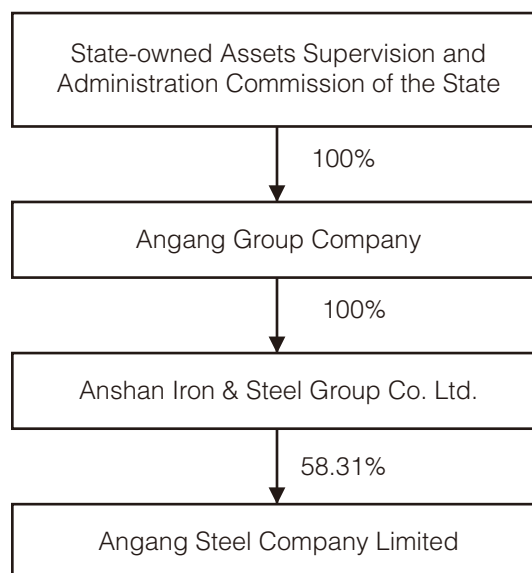 State-owned Assets Supervision and
Administration Commission of the State
100%
Angang Group Company
100%
Anshan Iron & Steel Group Co. Ltd.
58.31%
Angang Steel Company Limited